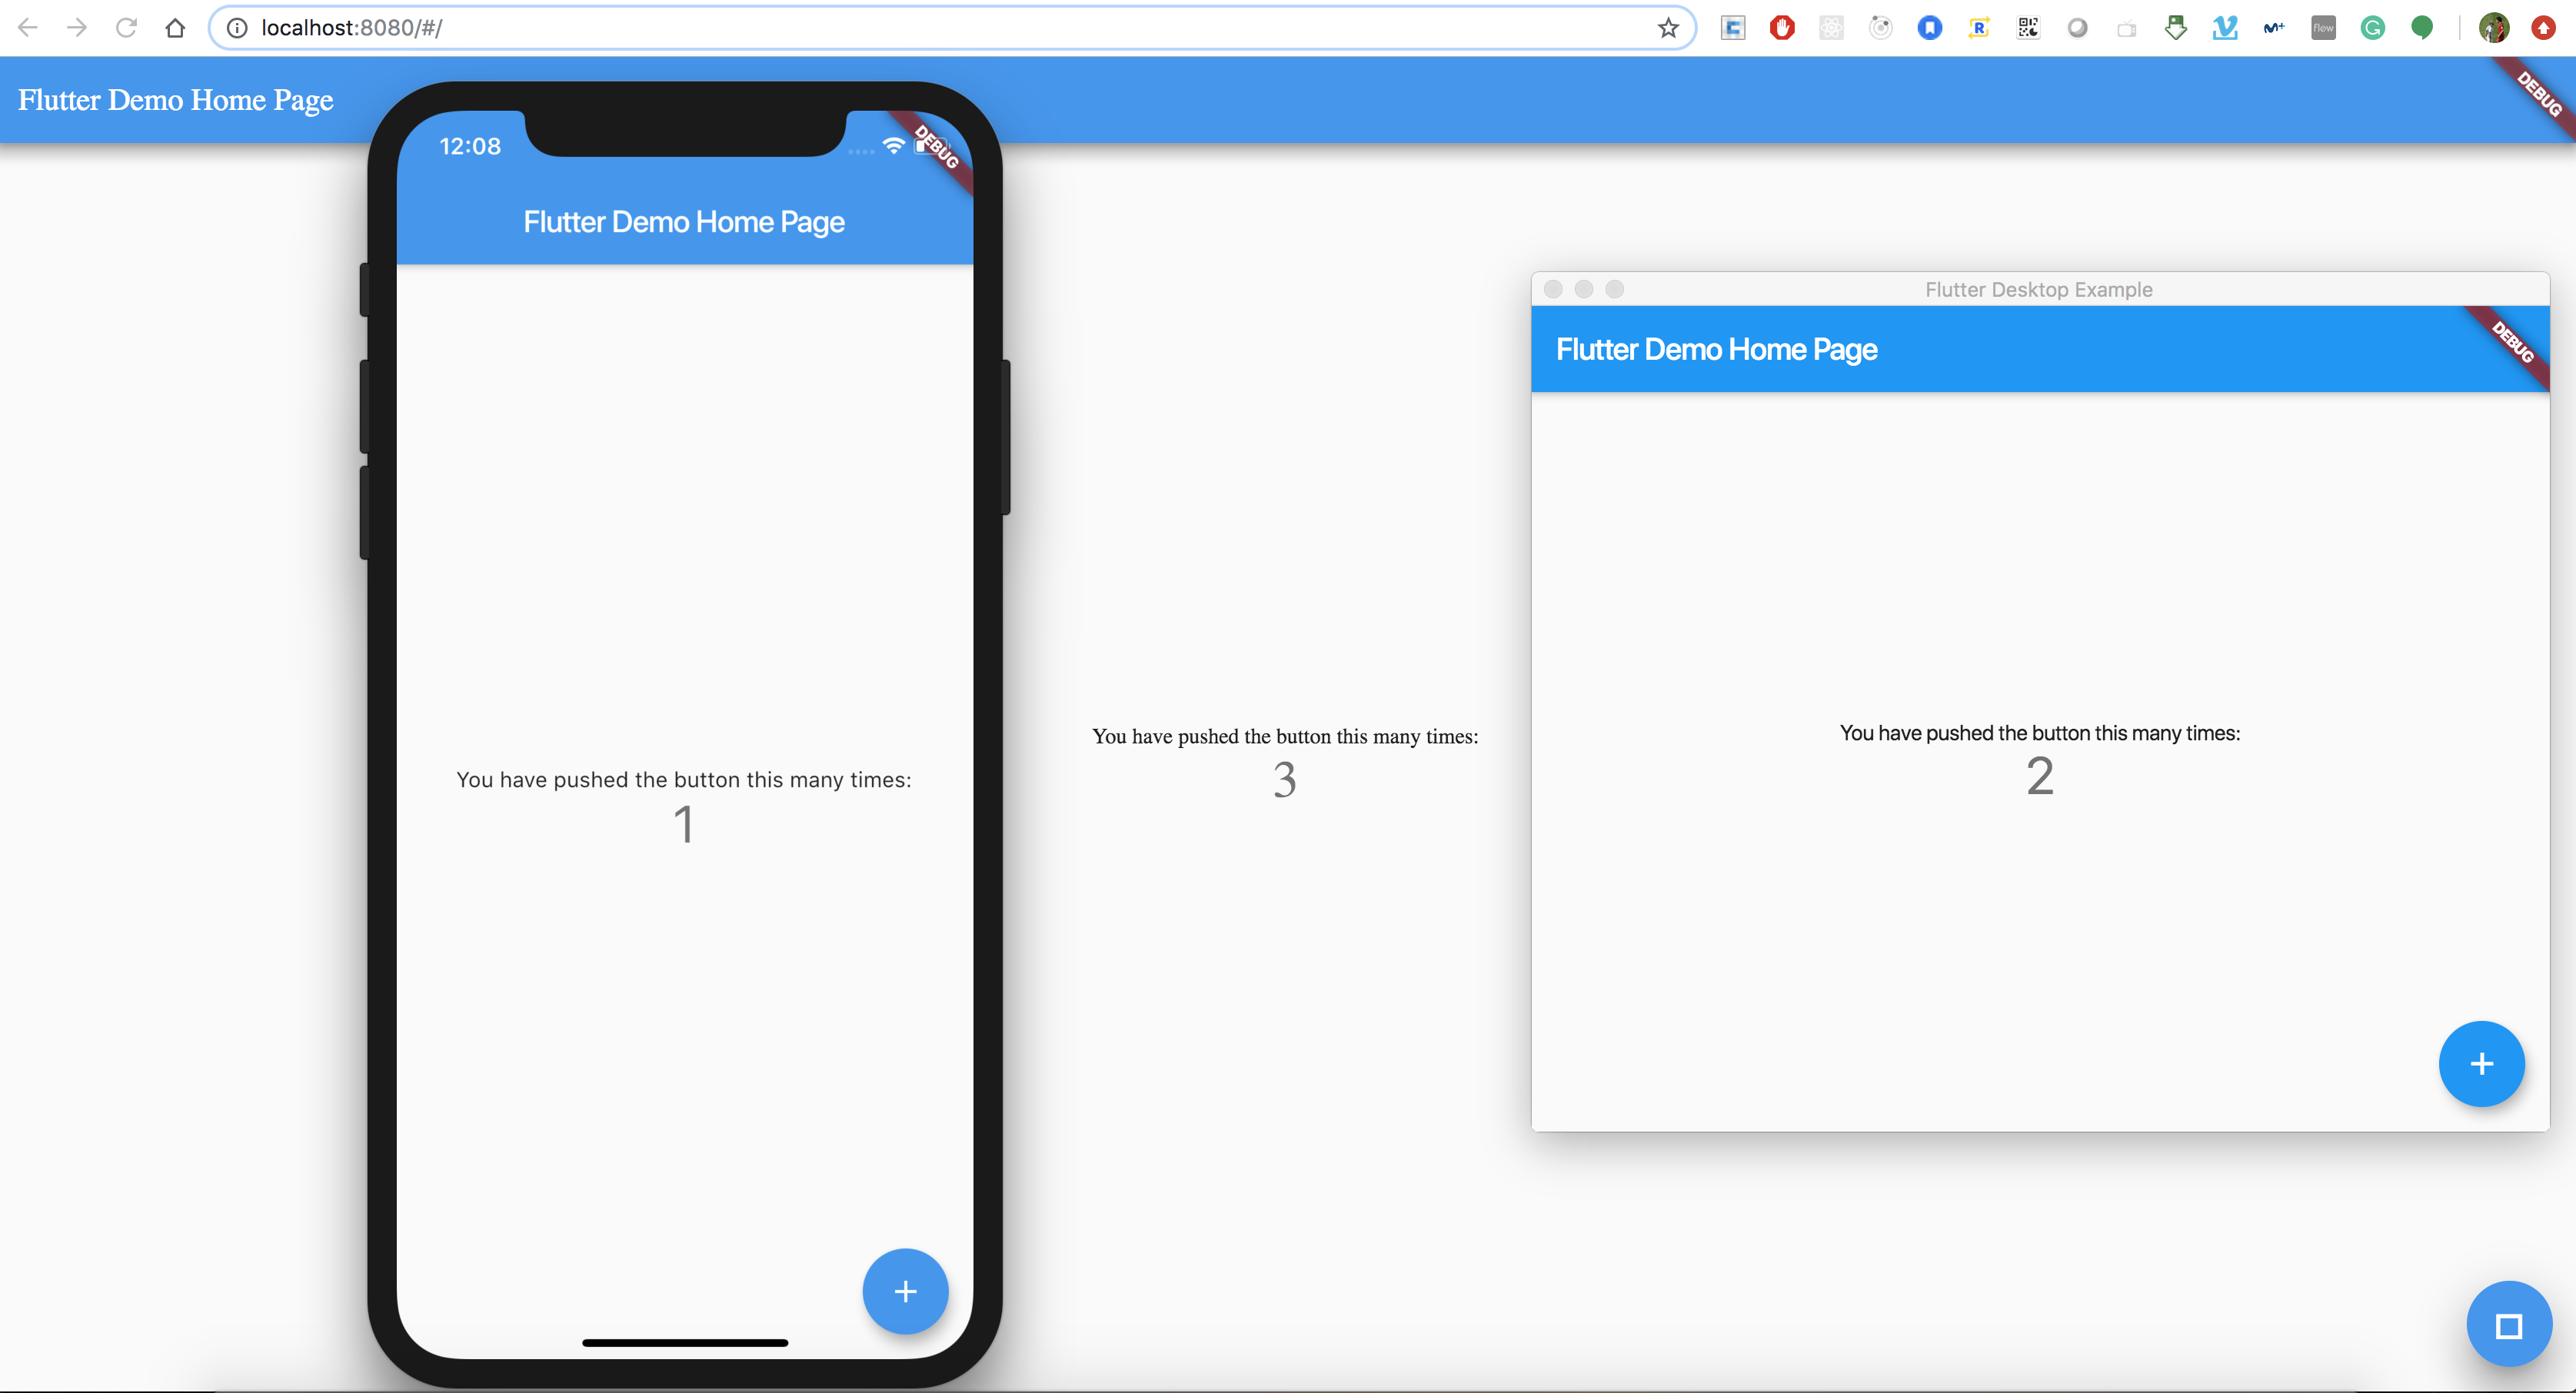 localhost:8080/#/
flew
Flutter Demo Home Page
DEBUG
12:08
DEBUG
Flutter Demo Home Page
You have pushed the button this many times:
1
You have pushed the button this many times:
3
Flutter Desktop Example
Flutter Demo Home Page
DEBUG
You have pushed the button this many times:
2